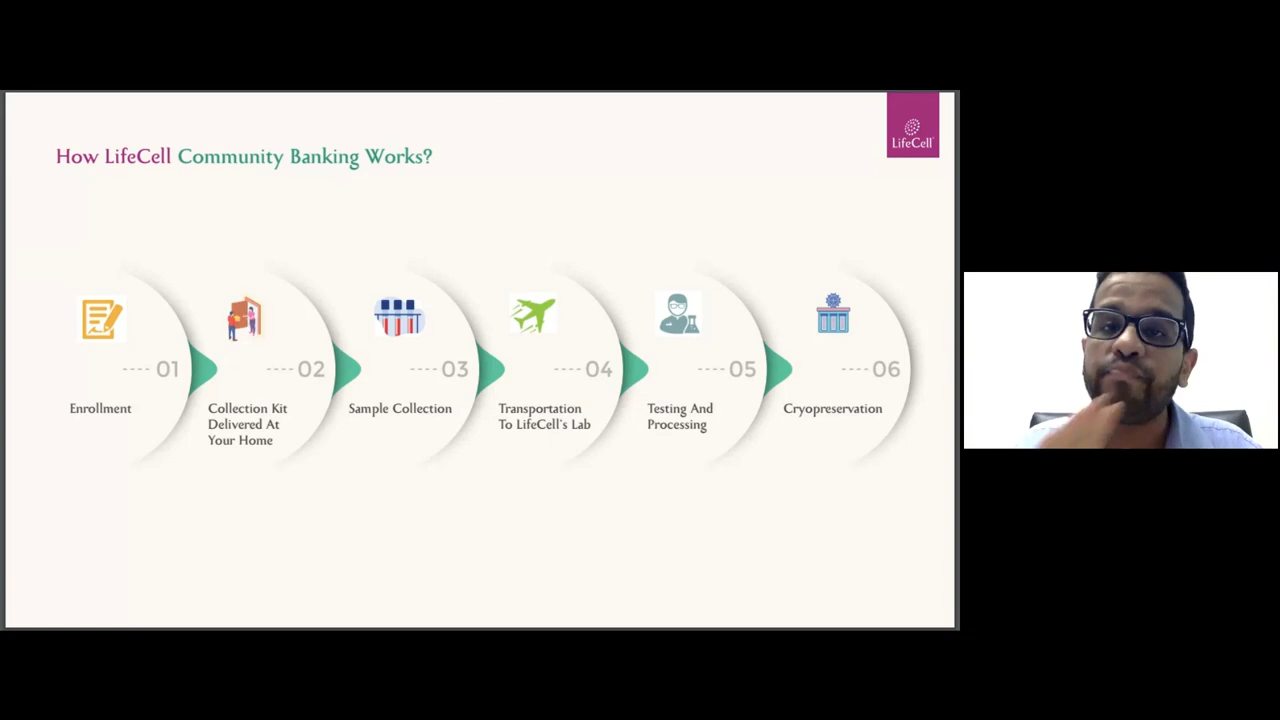 LifeCell
How LifeCell Community Banking Works?
01
Enrollment
02
Collection Kit
Delivered At
Your Home
03
Sample Collection
04
Transportation
To LifeCell's Lab
05
Testing And
Processing
06
Cryopreservation